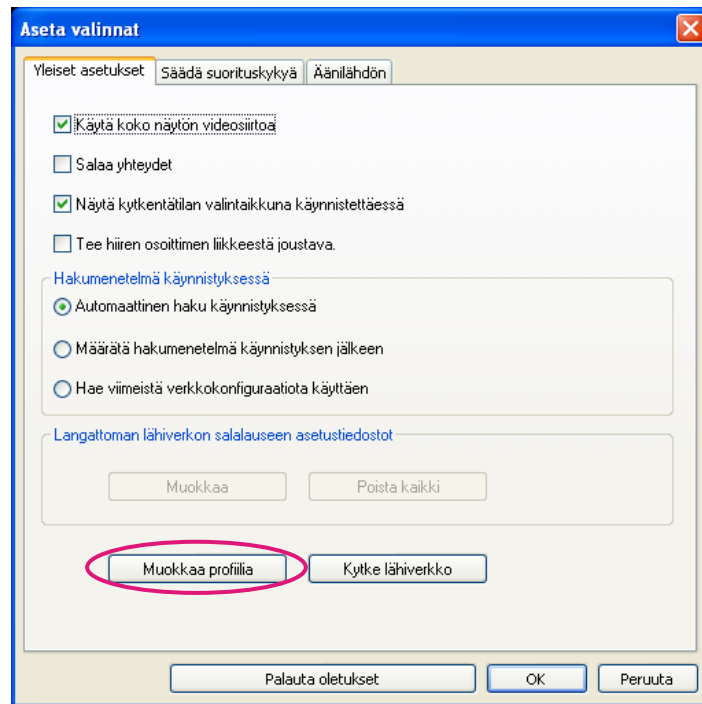 Aseta valinnat
Yleiset asetukset Säädä suorituskykyä Äänilähdön
Käytä koko näytön videosiirtoa
Salaa yhteydet
Näytä kytkentätilan valintaikkuna käynnistettäessä
Tee hiiren osoittimen liikkeestä joustava.
Hakumenetelmä käynnistyksessä
Automaattinen haku käynnistyksessä
Määrätä hakumenetelmä käynnistyksen jälkeen
Hae viimeistä verkkokonfiguraatiota käyttäen
Langattoman lähiverkon salalauseen asetustiedostot
Muokkaa Poista kaikki
Muokkaa profiilia Kytke lähiverkko
Palauta oletukset OK Peruuta